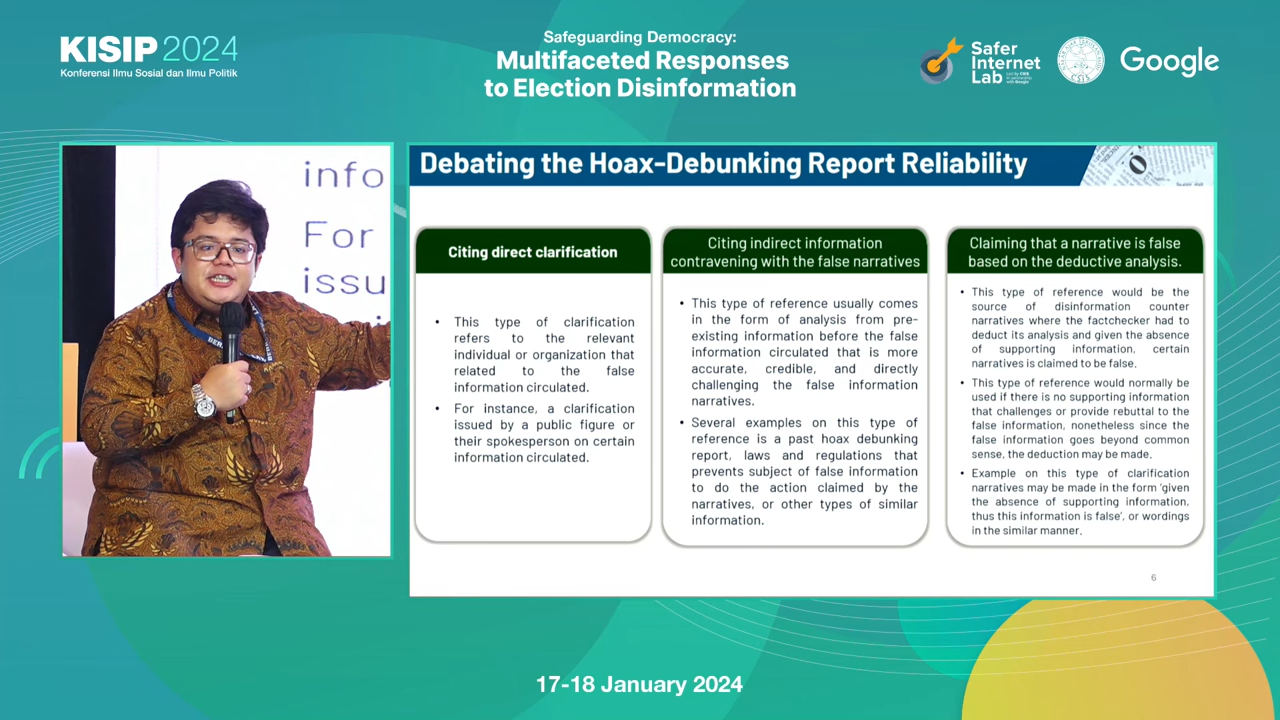 KISIP 2024
Konferensi Ilmu Sosial dan Ilmu Politik
Safeguarding Democracy:
Multifaceted Responses
to Election Disinformation
Safer
Internet
Lab
CSIS
Google
info
For
issu
Debating the Hoax-Debunking Report Reliability
Citing direct clarification
• This type of clarification
refers to the relevant
individual or organization that
related to the false
information circulated.
• For instance, a clarification
issued by a public figure or
their spokesperson on certain
information circulated.
Citing indirect information
contravening with the false narratives
• This type of reference usually comes
in the form of analysis from pre-
existing information before the false
information circulated that is more
accurate, credible, and directly
challenging the false information
narratives.
• Several examples on this type of
reference is a past hoax debunking
report, laws and regulations that
prevents subject of false information
to do the action claimed by the
narratives, or other types of similar
information.
Claiming that a narrative is false
based on the deductive analysis.
• This type of reference would be the
source of disinformation counter
narratives where the factchecker had to
deduct its analysis and given the absence
of supporting information, certain
narratives is claimed to be false.
• This type of reference would normally be
used if there is no supporting information
that challenges or provide rebuttal to the
false information, nonetheless since the
false information goes beyond common
sense, the deduction may be made.
• Example on this type of clarification
narratives may be made in the form 'given
the absence of supporting information,
thus this information is false', or wordings
in the similar manner.
6
17-18 January 2024